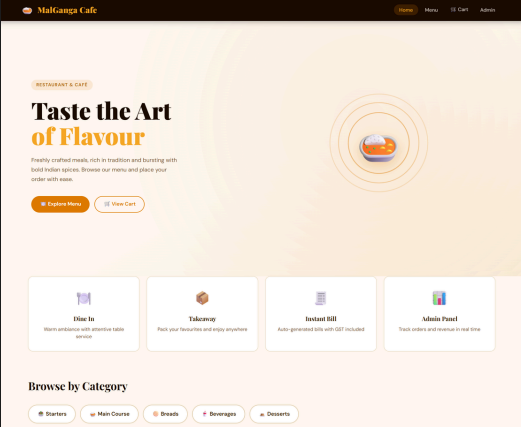 MalGanga Cafe
Home Menu Cart Admin
RESTAURANT & CAFÉ
Taste the Art
of Flavour
Freshly crafted meals, rich in tradition and bursting with
bold Indian spices. Browse our menu and place your
order with ease.
Explore Menu View Cart
Dine In
Warm ambiance with attentive table
service
Takeaway
Pack your favourites and enjoy anywhere
Instant Bill
Auto-generated bills with GST included
Admin Panel
Track orders and revenue in real time
Browse by Category
Starters Main Course Breads Beverages Desserts